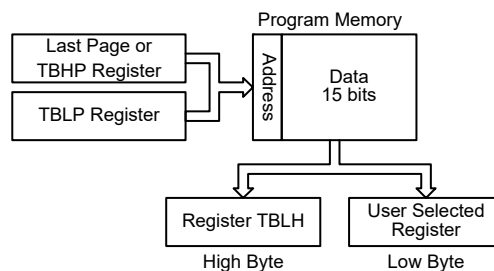 Program Memory
Last Page or
TBHP Register
TBLP Register
Address
Data
15 bits
Register TBLH
User Selected
Register
High Byte
Low Byte